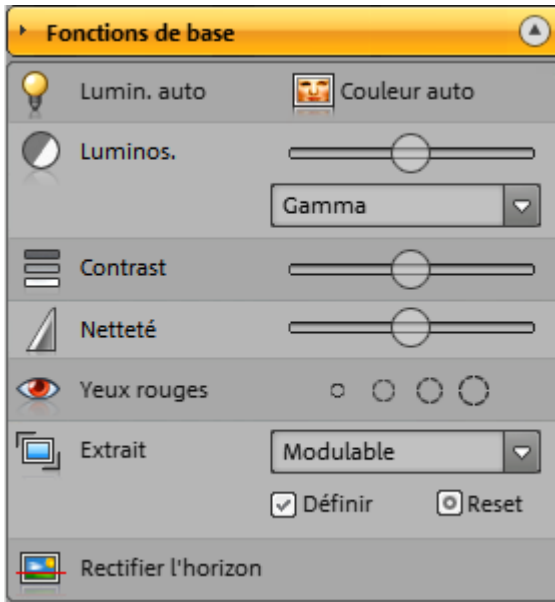 Fonctions de base
Lumin. auto Couleur auto
Luminos.
Gamma
Contrast
Netteté
Yeux rouges
Extrait Modulable
Définir Reset
Rectifier l'horizon